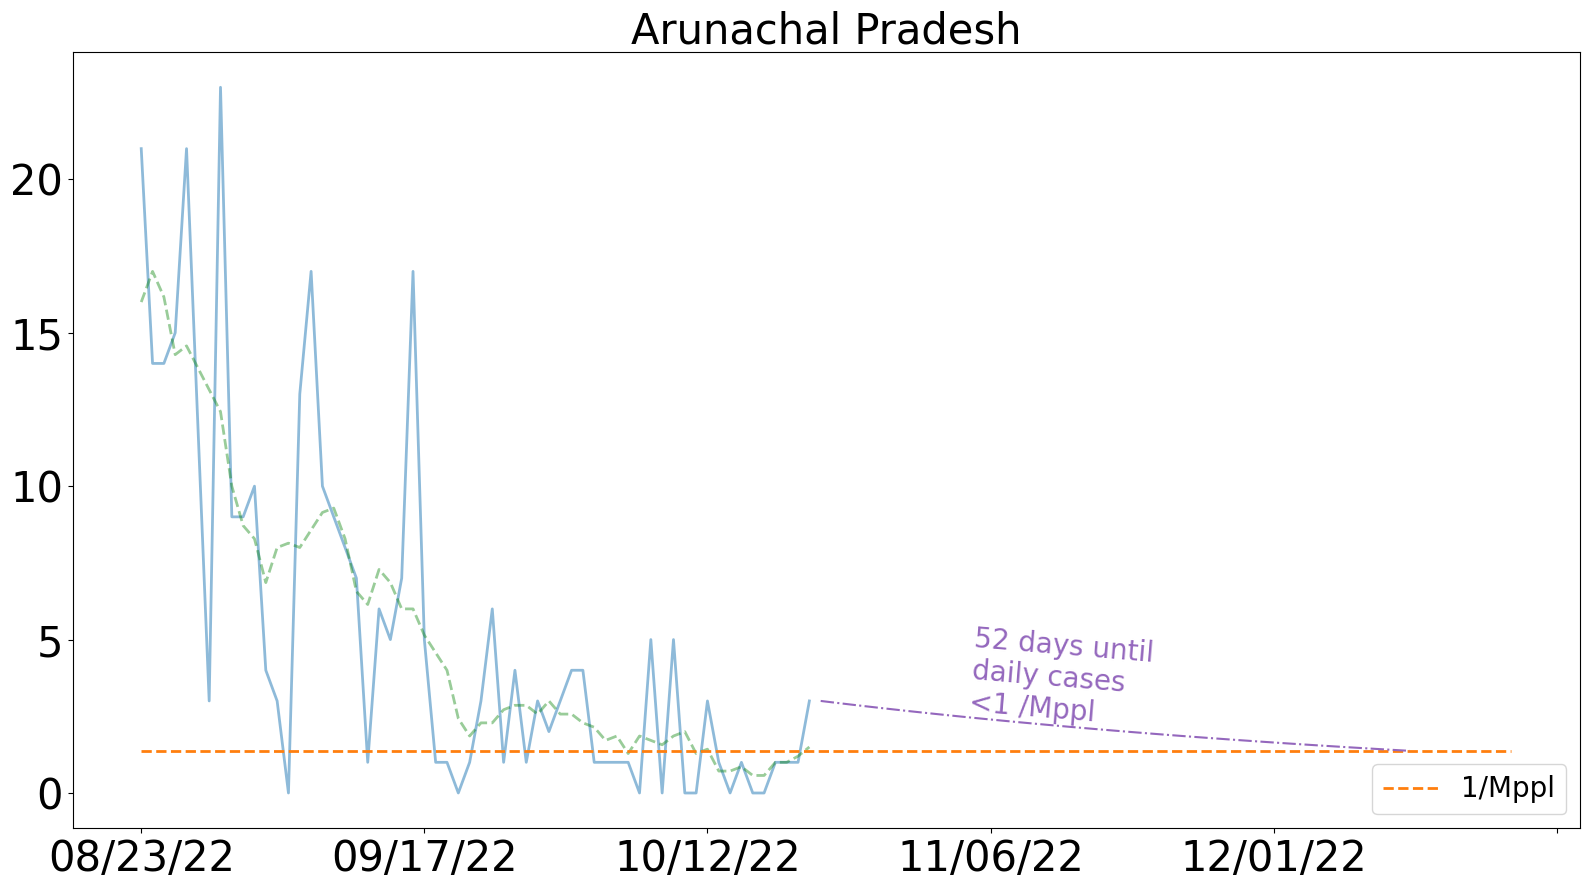 Arunachal Pradesh
20
15
10
5
0
52 days until
daily cases
<1 /Mppl
1/Mppl
08/23/22
09/17/22
10/12/22
11/06/22
12/01/22